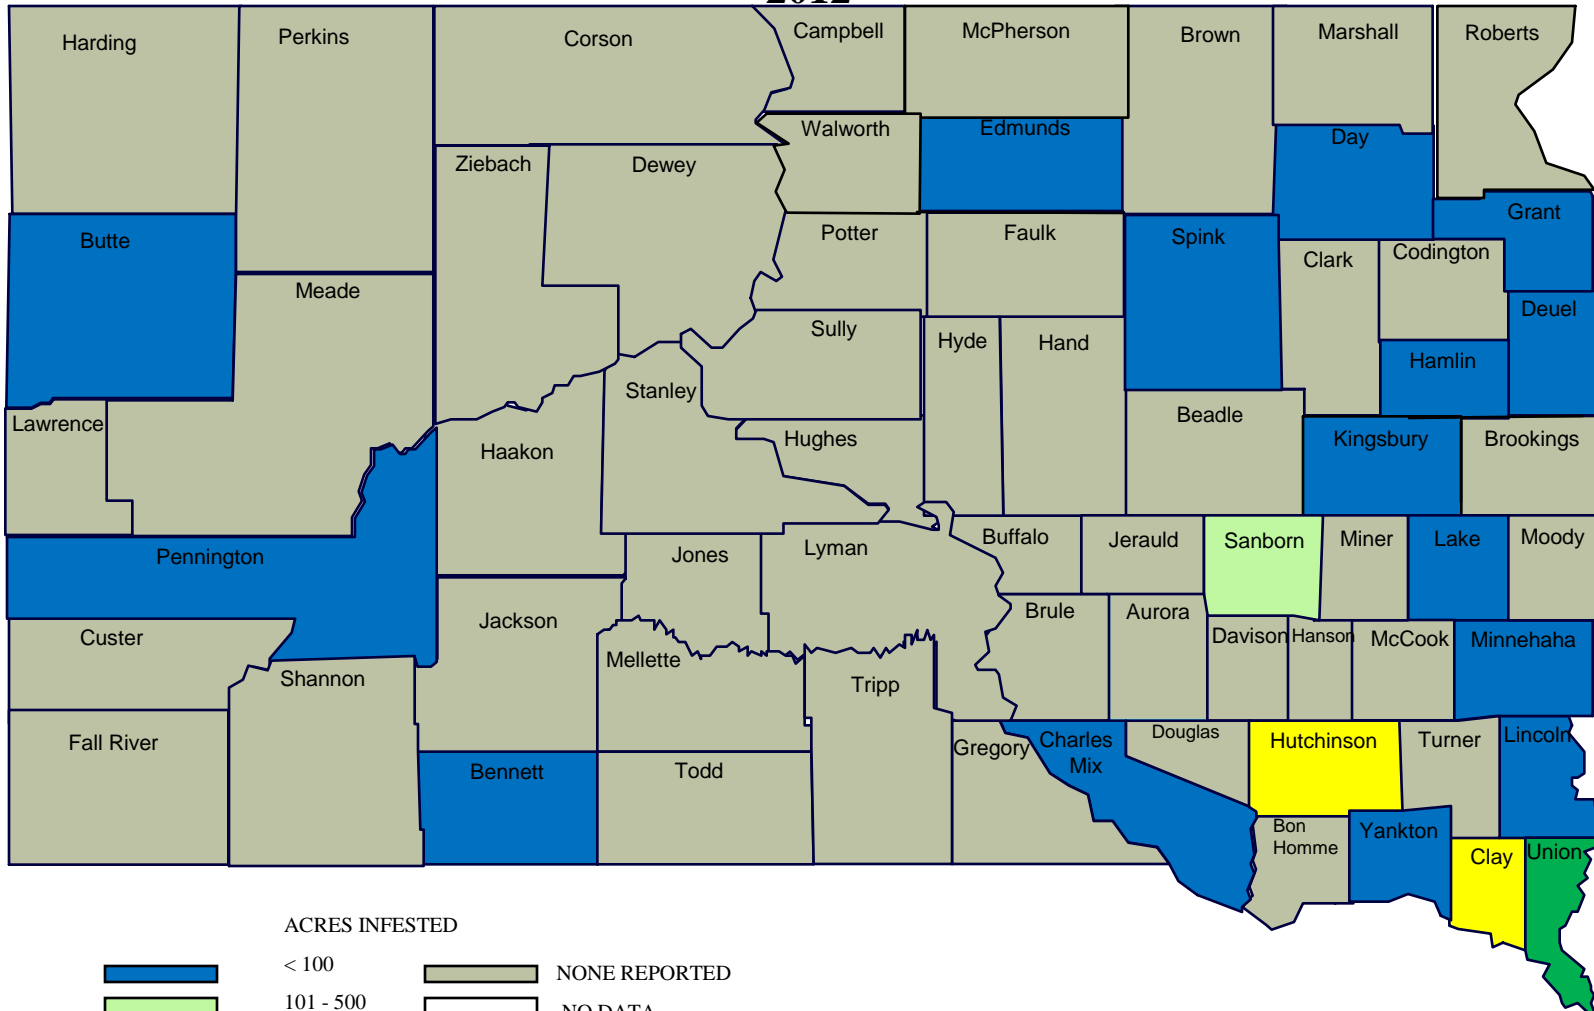 2012
Harding
Perkins
Corson
Campbell
McPherson
Brown
Marshall
Roberts
Walworth
Edmunds
Day
Ziebach
Dewey
Grant
Butte
Potter
Faulk
Spink
Clark
Codington
Meade
Deuel
Sully
Hyde
Hand
Hamlin
Stanley
Lawrence
Beadle
Haakon
Hughes
Kingsbury
Brookings
Pennington
Jones
Lyman
Buffalo
Jerauld
Sanborn
Miner
Lake
Moody
Custer
Jackson
Brule
Aurora
Davison
Hanson
McCook
Minnehaha
Shannon
Mellette
Tripp
Fall River
Bennett
Todd
Gregory
Charles
Mix
Douglas
Hutchinson
Turner
Lincoln
Bon
Homme
Yankton
Clay
Union
ACRES INFESTED
< 100
NONE REPORTED
101 - 500
NO DATA